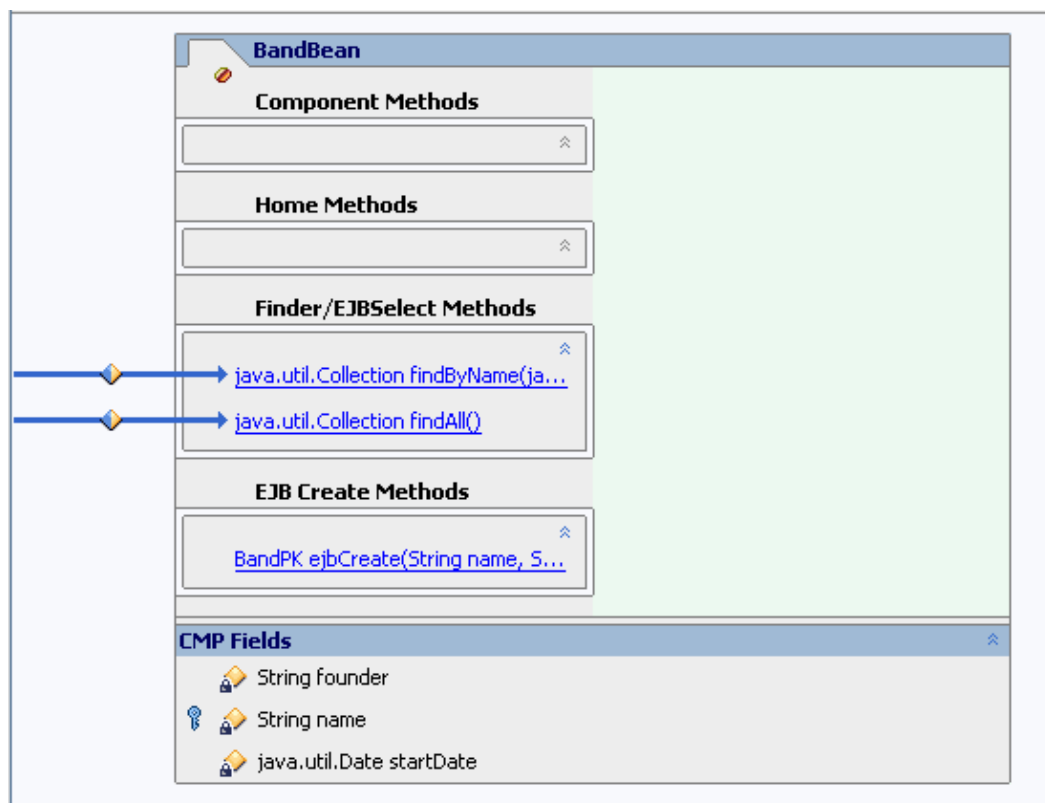 BandBean
Component Methods
Home Methods
Finder/EJBSelect Methods
java.util.Collection findByName(ja...
java.util.Collection findAll()
EJB Create Methods
BandPK ejbCreate(String name, S...
CMP Fields
String founder
String name
java.util.Date startDate